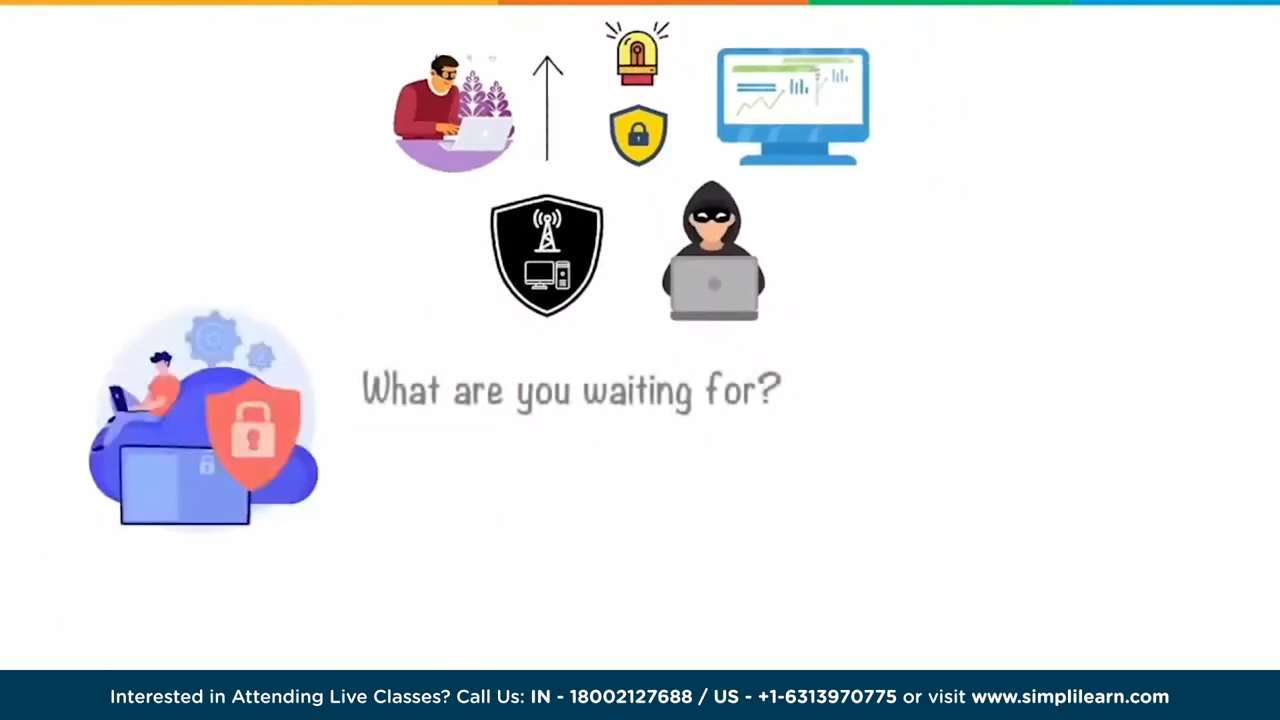 What are you waiting for?
Interested in Attending Live Classes? Call Us: IN - 18002127688 / US - +1-6313970775 or visit www.simplilearn.com